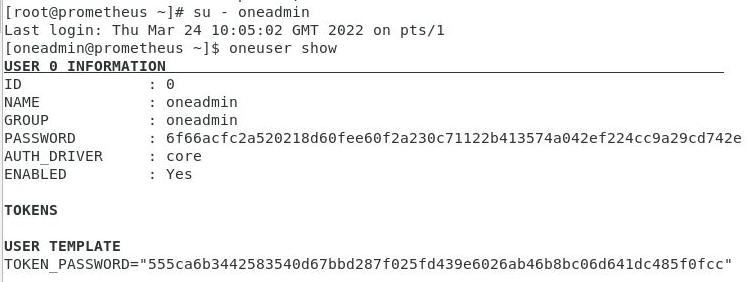 [root@prometheus ~]# su - oneadmin
Last login: Thu Mar 24 10:05:02 GMT 2022 on pts/1
[oneadmin@prometheus ~]$ oneuser show
USER 0 INFORMATION
ID : 0
NAME : oneadmin
GROUP : oneadmin
PASSWORD : 6f66acfc2a520218d60fee60f2a230c71122b413574a042ef224cc9a29cd742e
AUTH_DRIVER : core
ENABLED : Yes
TOKENS
USER TEMPLATE
TOKEN_PASSWORD="555ca6b3442583540d67bbd287f025fd439e6026ab46b8bc06d641dc485f0fcc"